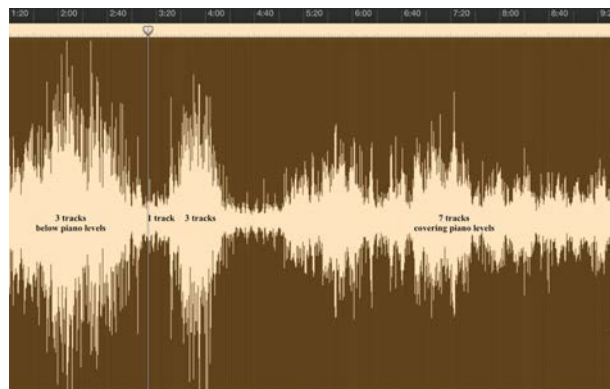 1:20 2:00 2:40 3:20 4:00 4:40 5:20 6:00 6:40 7:20 8:00 8:40 9:2
3 tracks 1 track 3 tracks 7 tracks
below piano levels covering piano levels